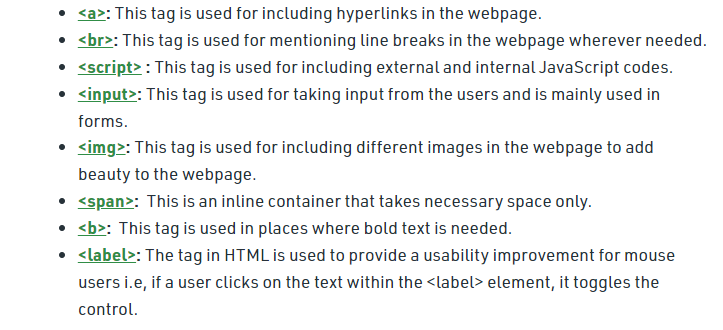 <a>: This tag is used for including hyperlinks in the webpage.
<br>: This tag is used for mentioning line breaks in the webpage wherever needed.
<script> : This tag is used for including external and internal JavaScript codes.
<input>: This tag is used for taking input from the users and is mainly used in
forms.
<img>: This tag is used for including different images in the webpage to add
beauty to the webpage.
<span>:  This is an inline container that takes necessary space only.
<b>:  This tag is used in places where bold text is needed.
<label>: The tag in HTML is used to provide a usability improvement for mouse
users i.e, if a user clicks on the text within the <label> element, it toggles the
control.